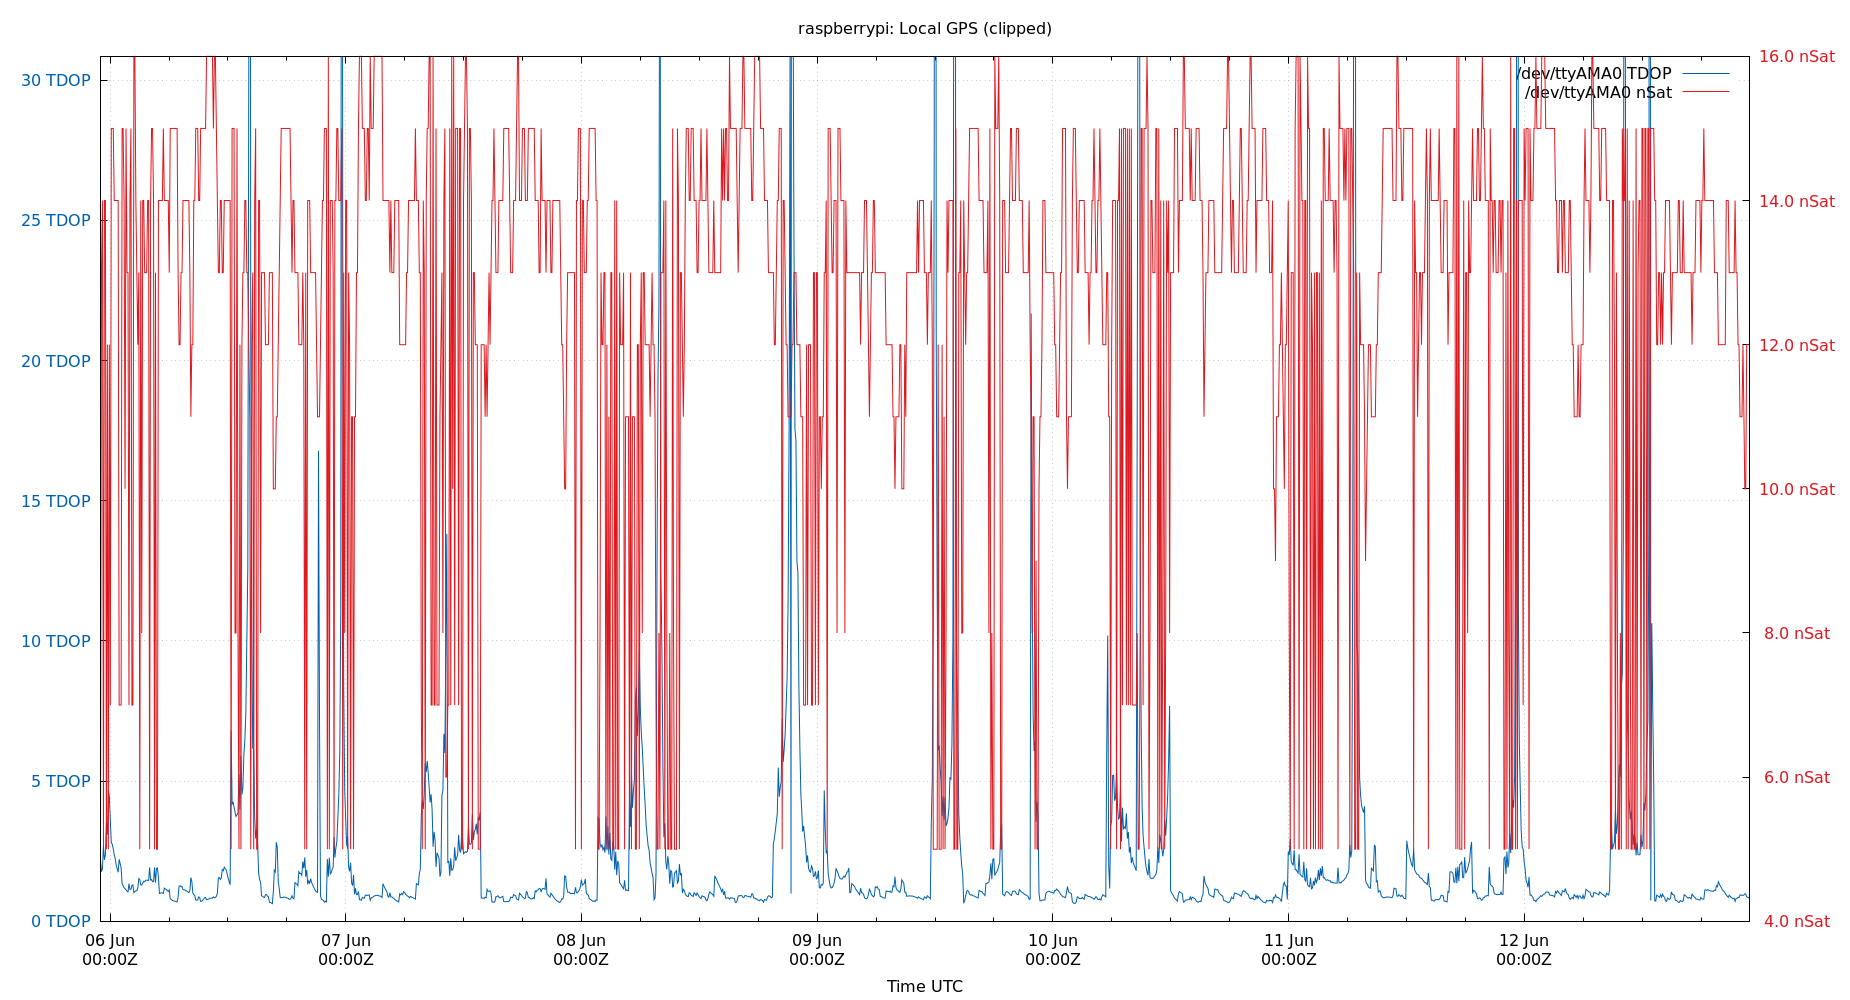 raspberrypi: Local GPS (clipped)
30 TDOP
25 TDOP
20 TDOP
15 TDOP
10 TDOP
5 TDOP
0 TDOP
16.0 nSat
14.0 nSat
12.0 nSat
10.0 nSat
8.0 nSat
6.0 nSat
4.0 nSat
/dev/ttyAMA0 TDOP
/dev/ttyAMA0 nSat
06 Jun
00:00Z
07 Jun
00:00Z
08 Jun
00:00Z
09 Jun
00:00Z
10 Jun
00:00Z
11 Jun
00:00Z
12 Jun
00:00Z
Time UTC